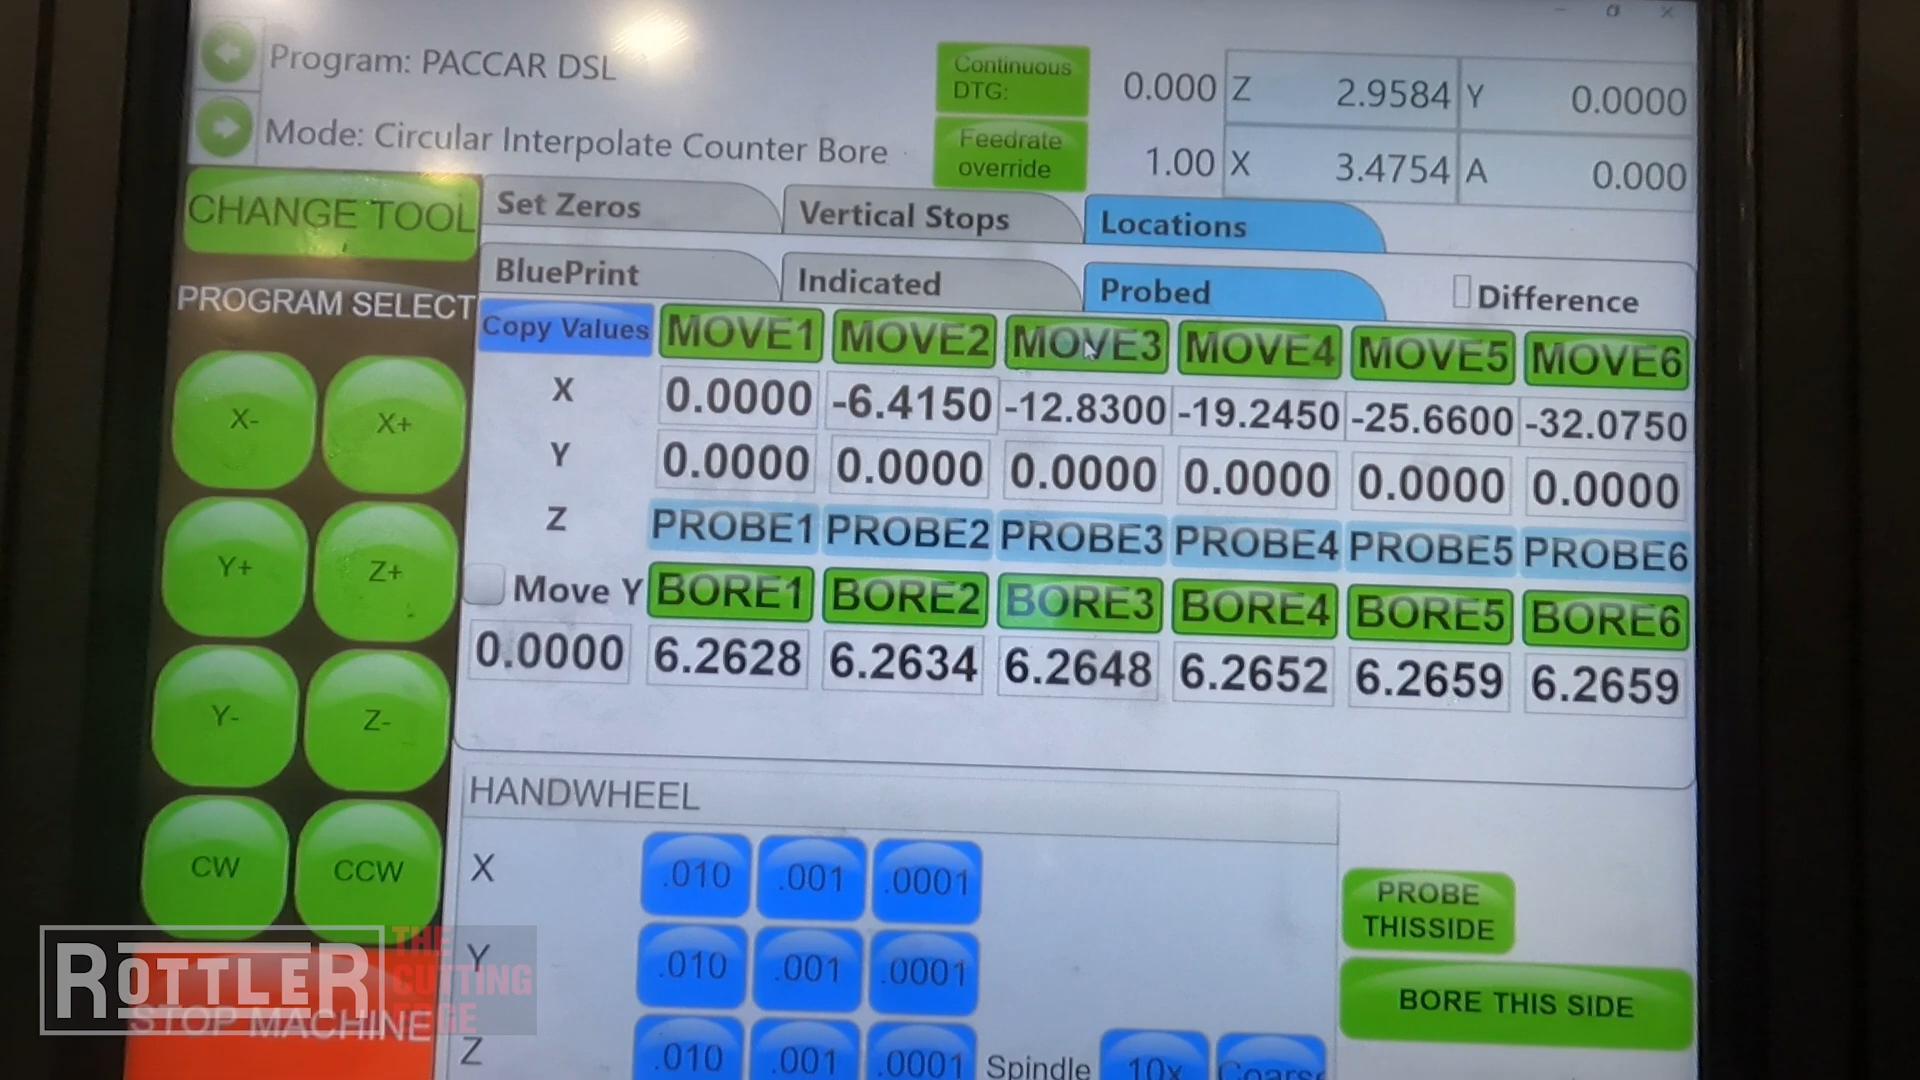 Program: PACCAR DSL
Mode: Circular Interpolate Counter Bore
Continuous DTG: 0.000 Z 2.9584 Y 0.0000
Feedrate override 1.00 X 3.4754 A 0.000
CHANGE TOOL
Set Zeros Vertical Stops Locations
BluePrint Indicated Probed Difference
PROGRAM SELECT
Copy Values MOVE1 MOVE2 MOVE3 MOVE4 MOVE5 MOVE6
X 0.0000 -6.4150 -12.8300 -19.2450 -25.6600 -32.0750
Y 0.0000 0.0000 0.0000 0.0000 0.0000 0.0000
Z PROBE1 PROBE2 PROBE3 PROBE4 PROBE5 PROBE6
Move Y BORE1 BORE2 BORE3 BORE4 BORE5 BORE6
0.0000 6.2628 6.2634 6.2648 6.2652 6.2659 6.2659
X- X+
Y+ Z+
Y- Z-
CW CCW
HANDWHEEL
X .010 .001 .0001
Y .010 .001 .0001
Z .010 .001 .0001 Spindle 10x Coarse
PROBE THISSIDE
BORE THIS SIDE
STOP MACHINE
ROTTLER
THE CUTTING EDGE